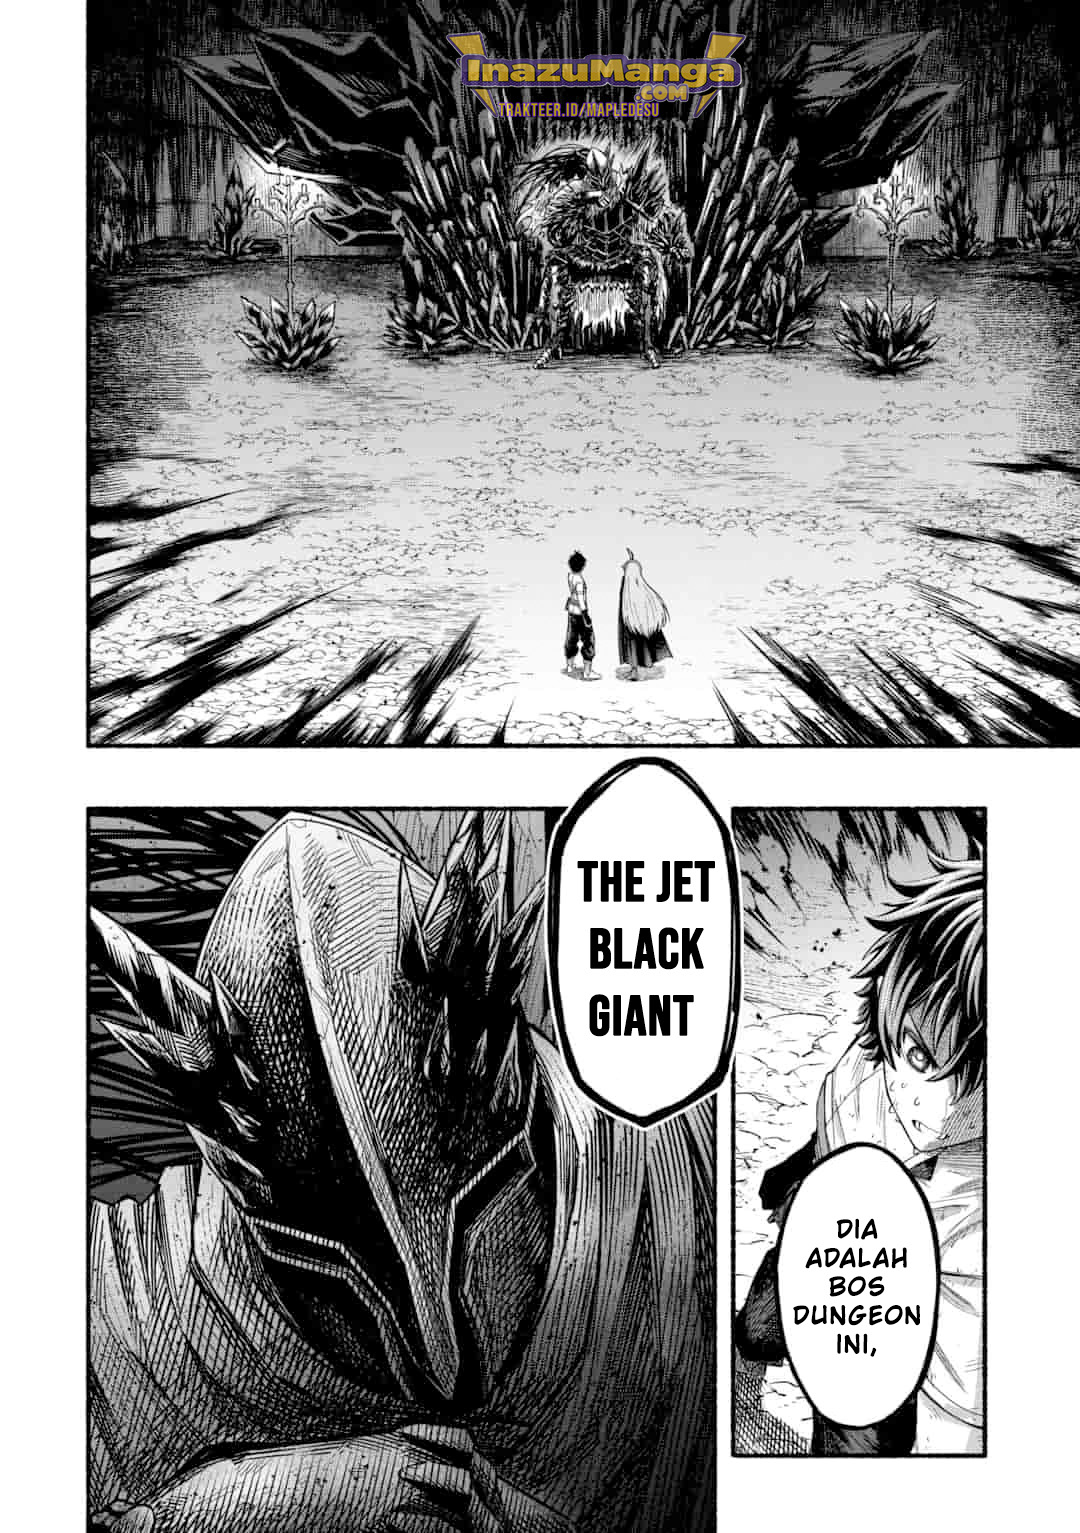 InazuManga
.COM
TRAKTEER.ID/MAPLEDESU
DIA
ADALAH
BOS
DUNGEON
INI,
THE JET
BLACK
GIANT